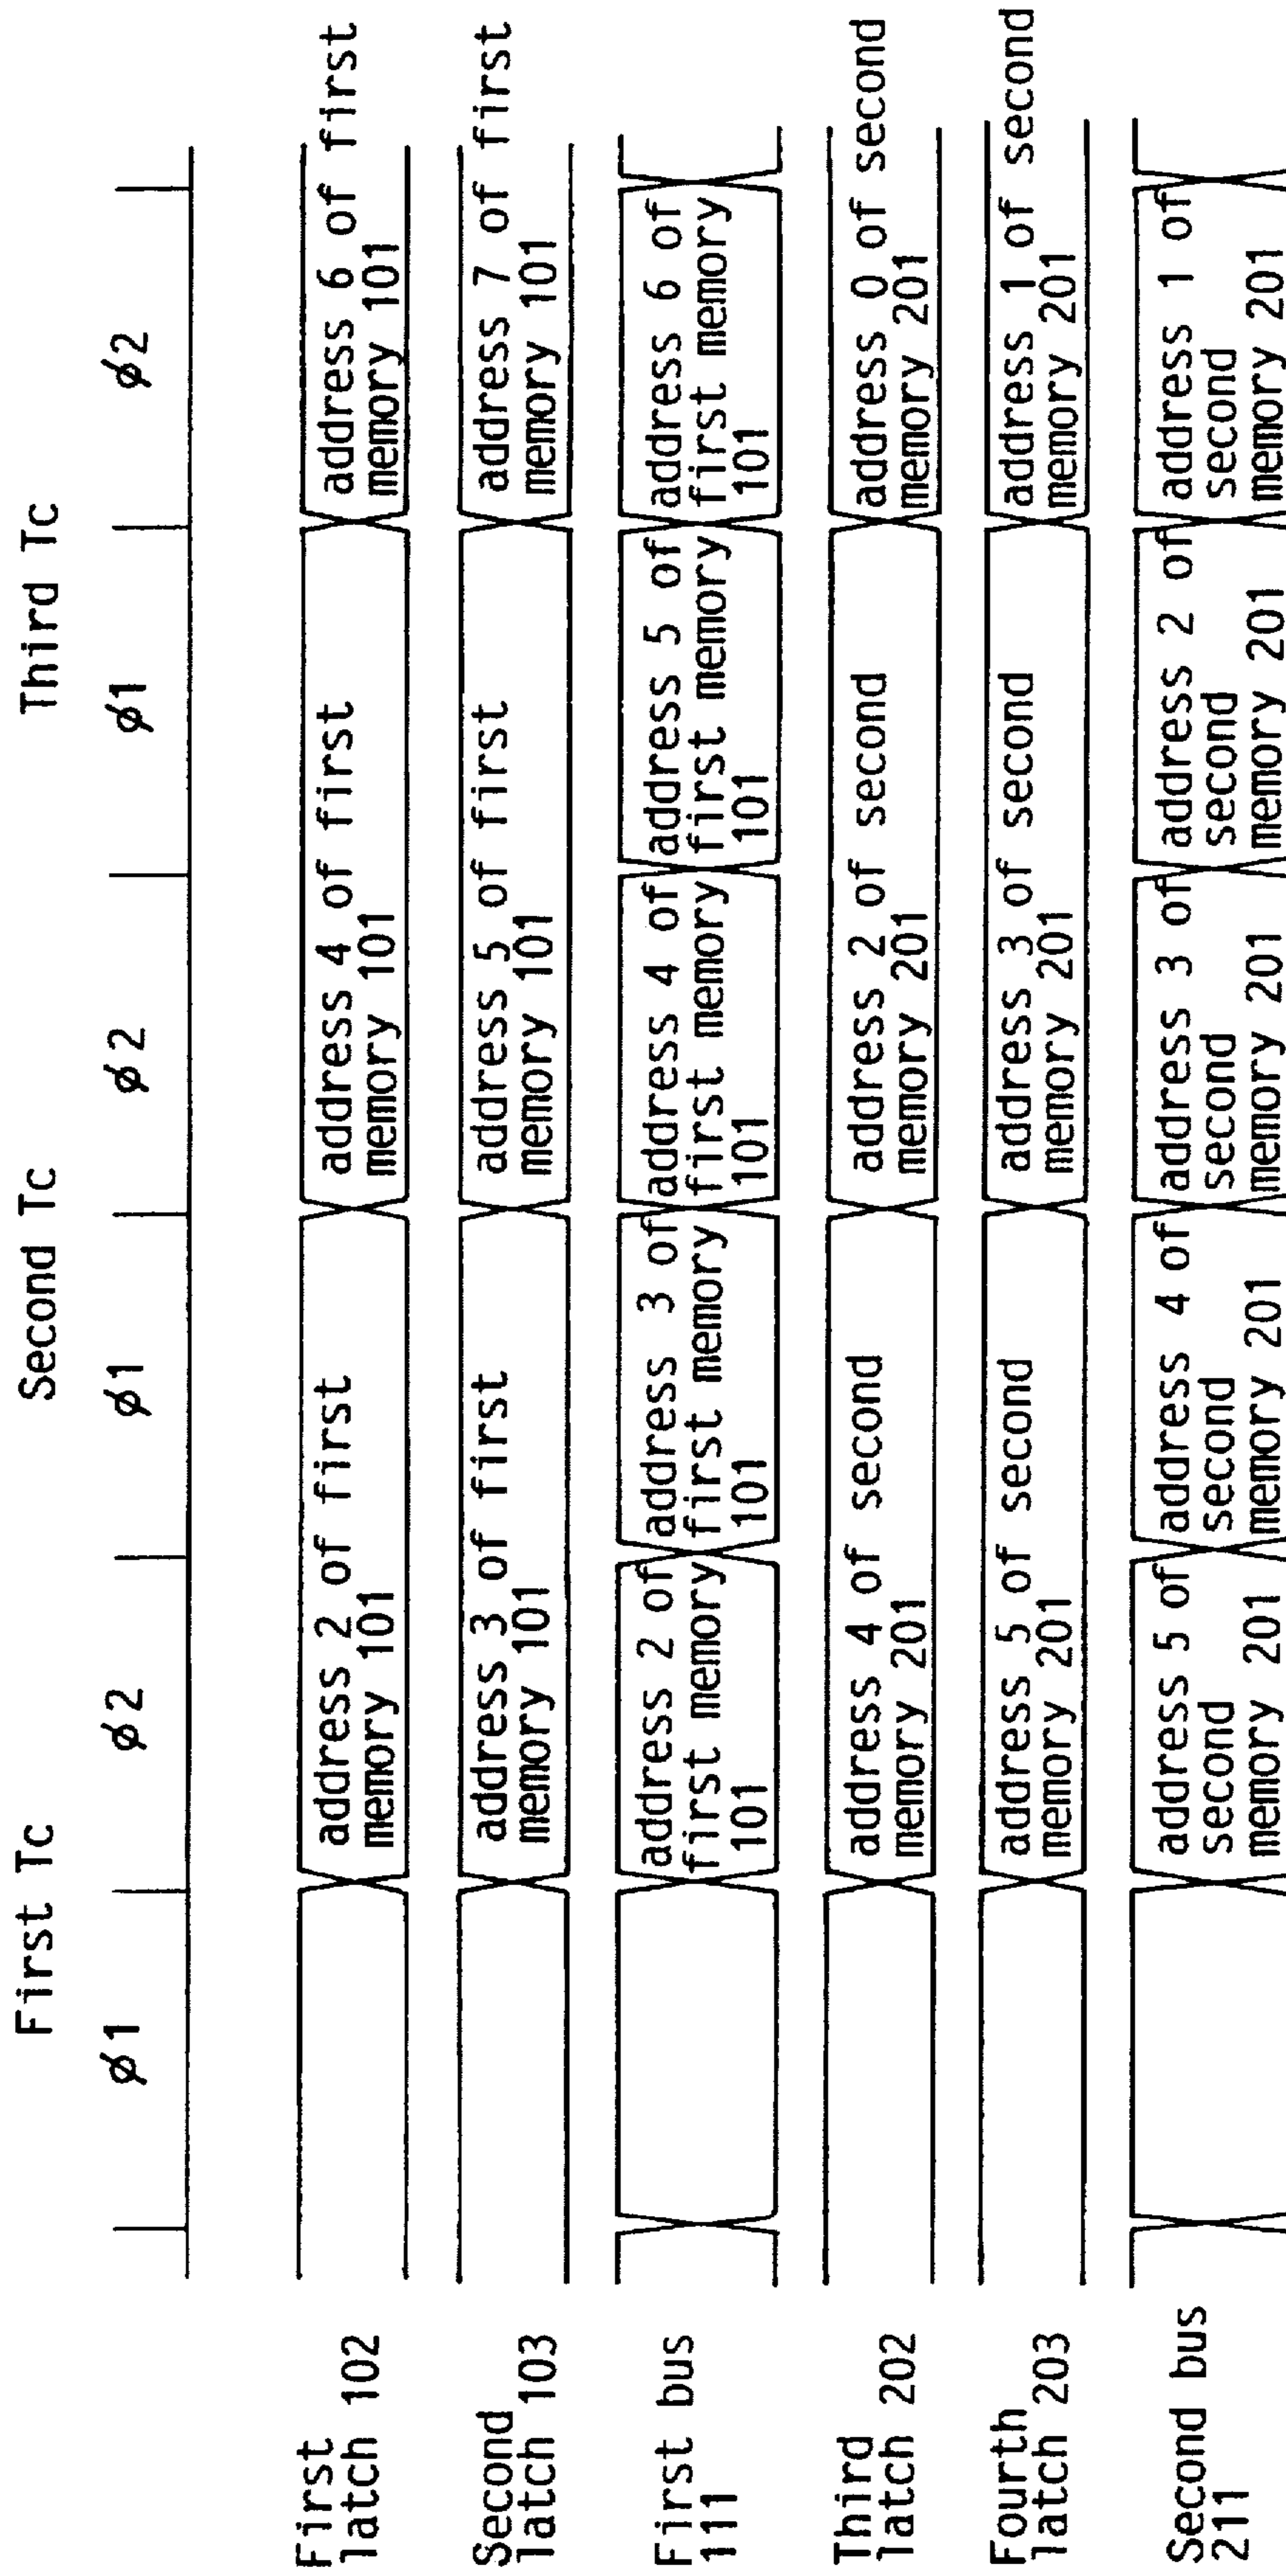 First Tc
Second Tc
Third Tc
ø1
ø2
ø1
ø2
ø1
ø2
First
latch 102
address 2 of first
memory 101
address 4 of first
memory 101
address 6 of first
memory 101
Second
latch 103
address 3 of first
memory 101
address 5 of first
memory 101
address 7 of first
memory 101
First bus
111
address 2 of
first memory
101
address 3 of
first memory
101
address 4 of
first memory
101
address 5 of
first memory
101
address 6 of
first memory
101
Third
latch 202
address 4 of second
memory 201
address 2 of second
memory 201
address 0 of second
memory 201
Fourth
latch 203
address 5 of second
memory 201
address 3 of second
memory 201
address 1 of second
memory 201
Second bus
211
address 5 of
second
memory 201
address 4 of
second
memory 201
address 3 of
second
memory 201
address 2 of
second
memory 201
address 1 of
second
memory 201